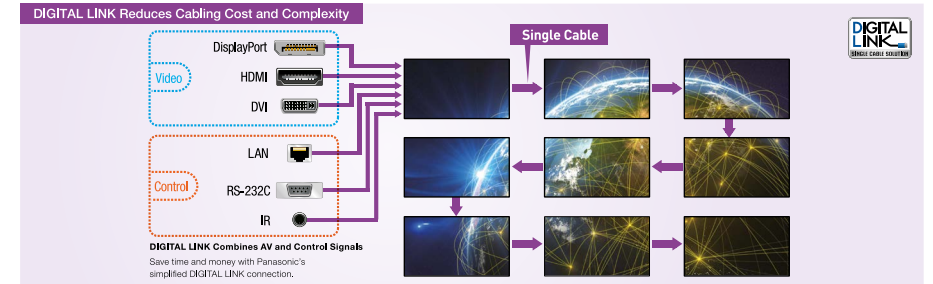 DIGITAL LINK Reduces Cabling Cost and Complexity
DIGITAL
LINK
SINGLE CABLE SOLUTION
Single Cable
Video
DisplayPort
HDMI
DVI
Control
LAN
RS-232C
IR
DIGITAL LINK Combines AV and Control Signals
Save time and money with Panasonic's
simplified DIGITAL LINK connection.